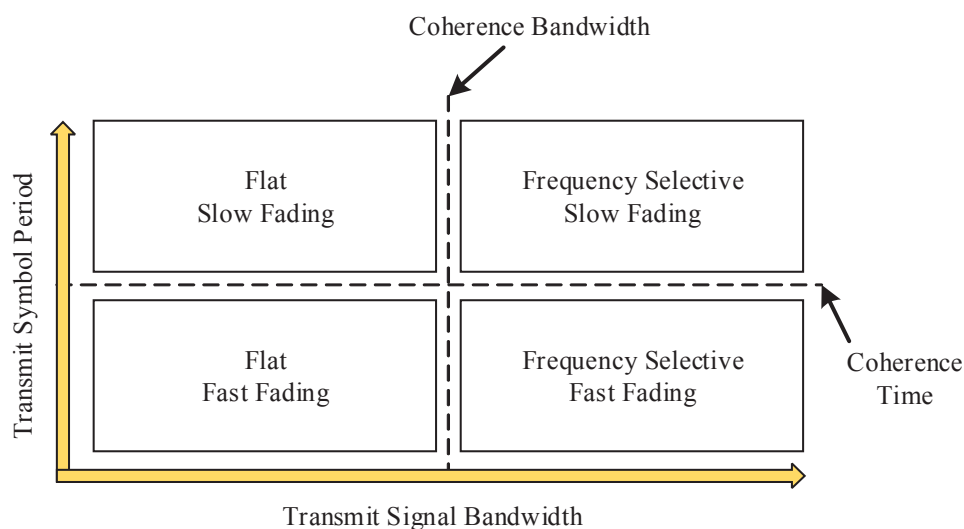 Coherence Bandwidth
Flat
Slow Fading
Frequency Selective
Slow Fading
Transmit Symbol Period
Flat
Fast Fading
Frequency Selective
Fast Fading
Coherence
Time
Transmit Signal Bandwidth